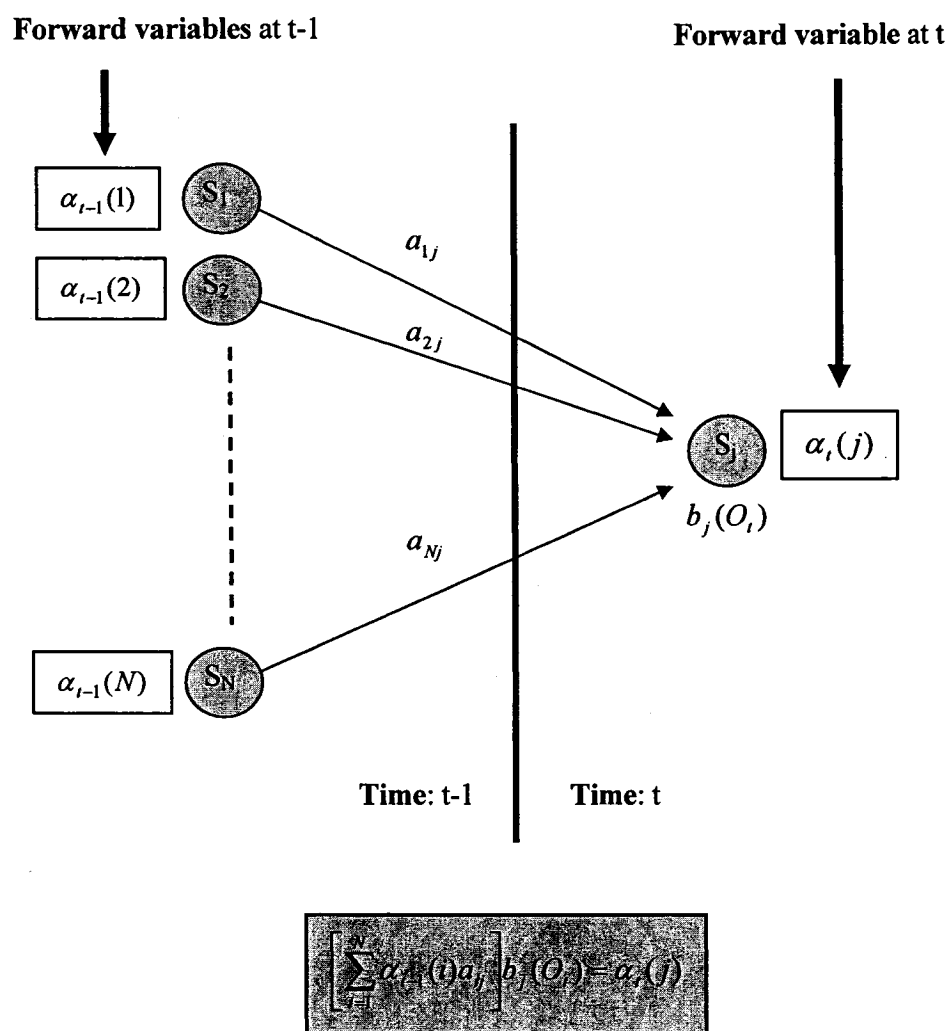 Forward variables at t-1
Forward variable at t
α_{t-1}(1) S_1
a_{1j}
α_{t-1}(2) S_2
a_{2j}
S_j α_t(j)
b_j(O_t)
a_{Nj}
α_{t-1}(N) S_N
Time: t-1 Time: t
[∑_{i=1}^{N} α_{t-1}(i)a_{ij}] b_j(O_t) = α_t(j)